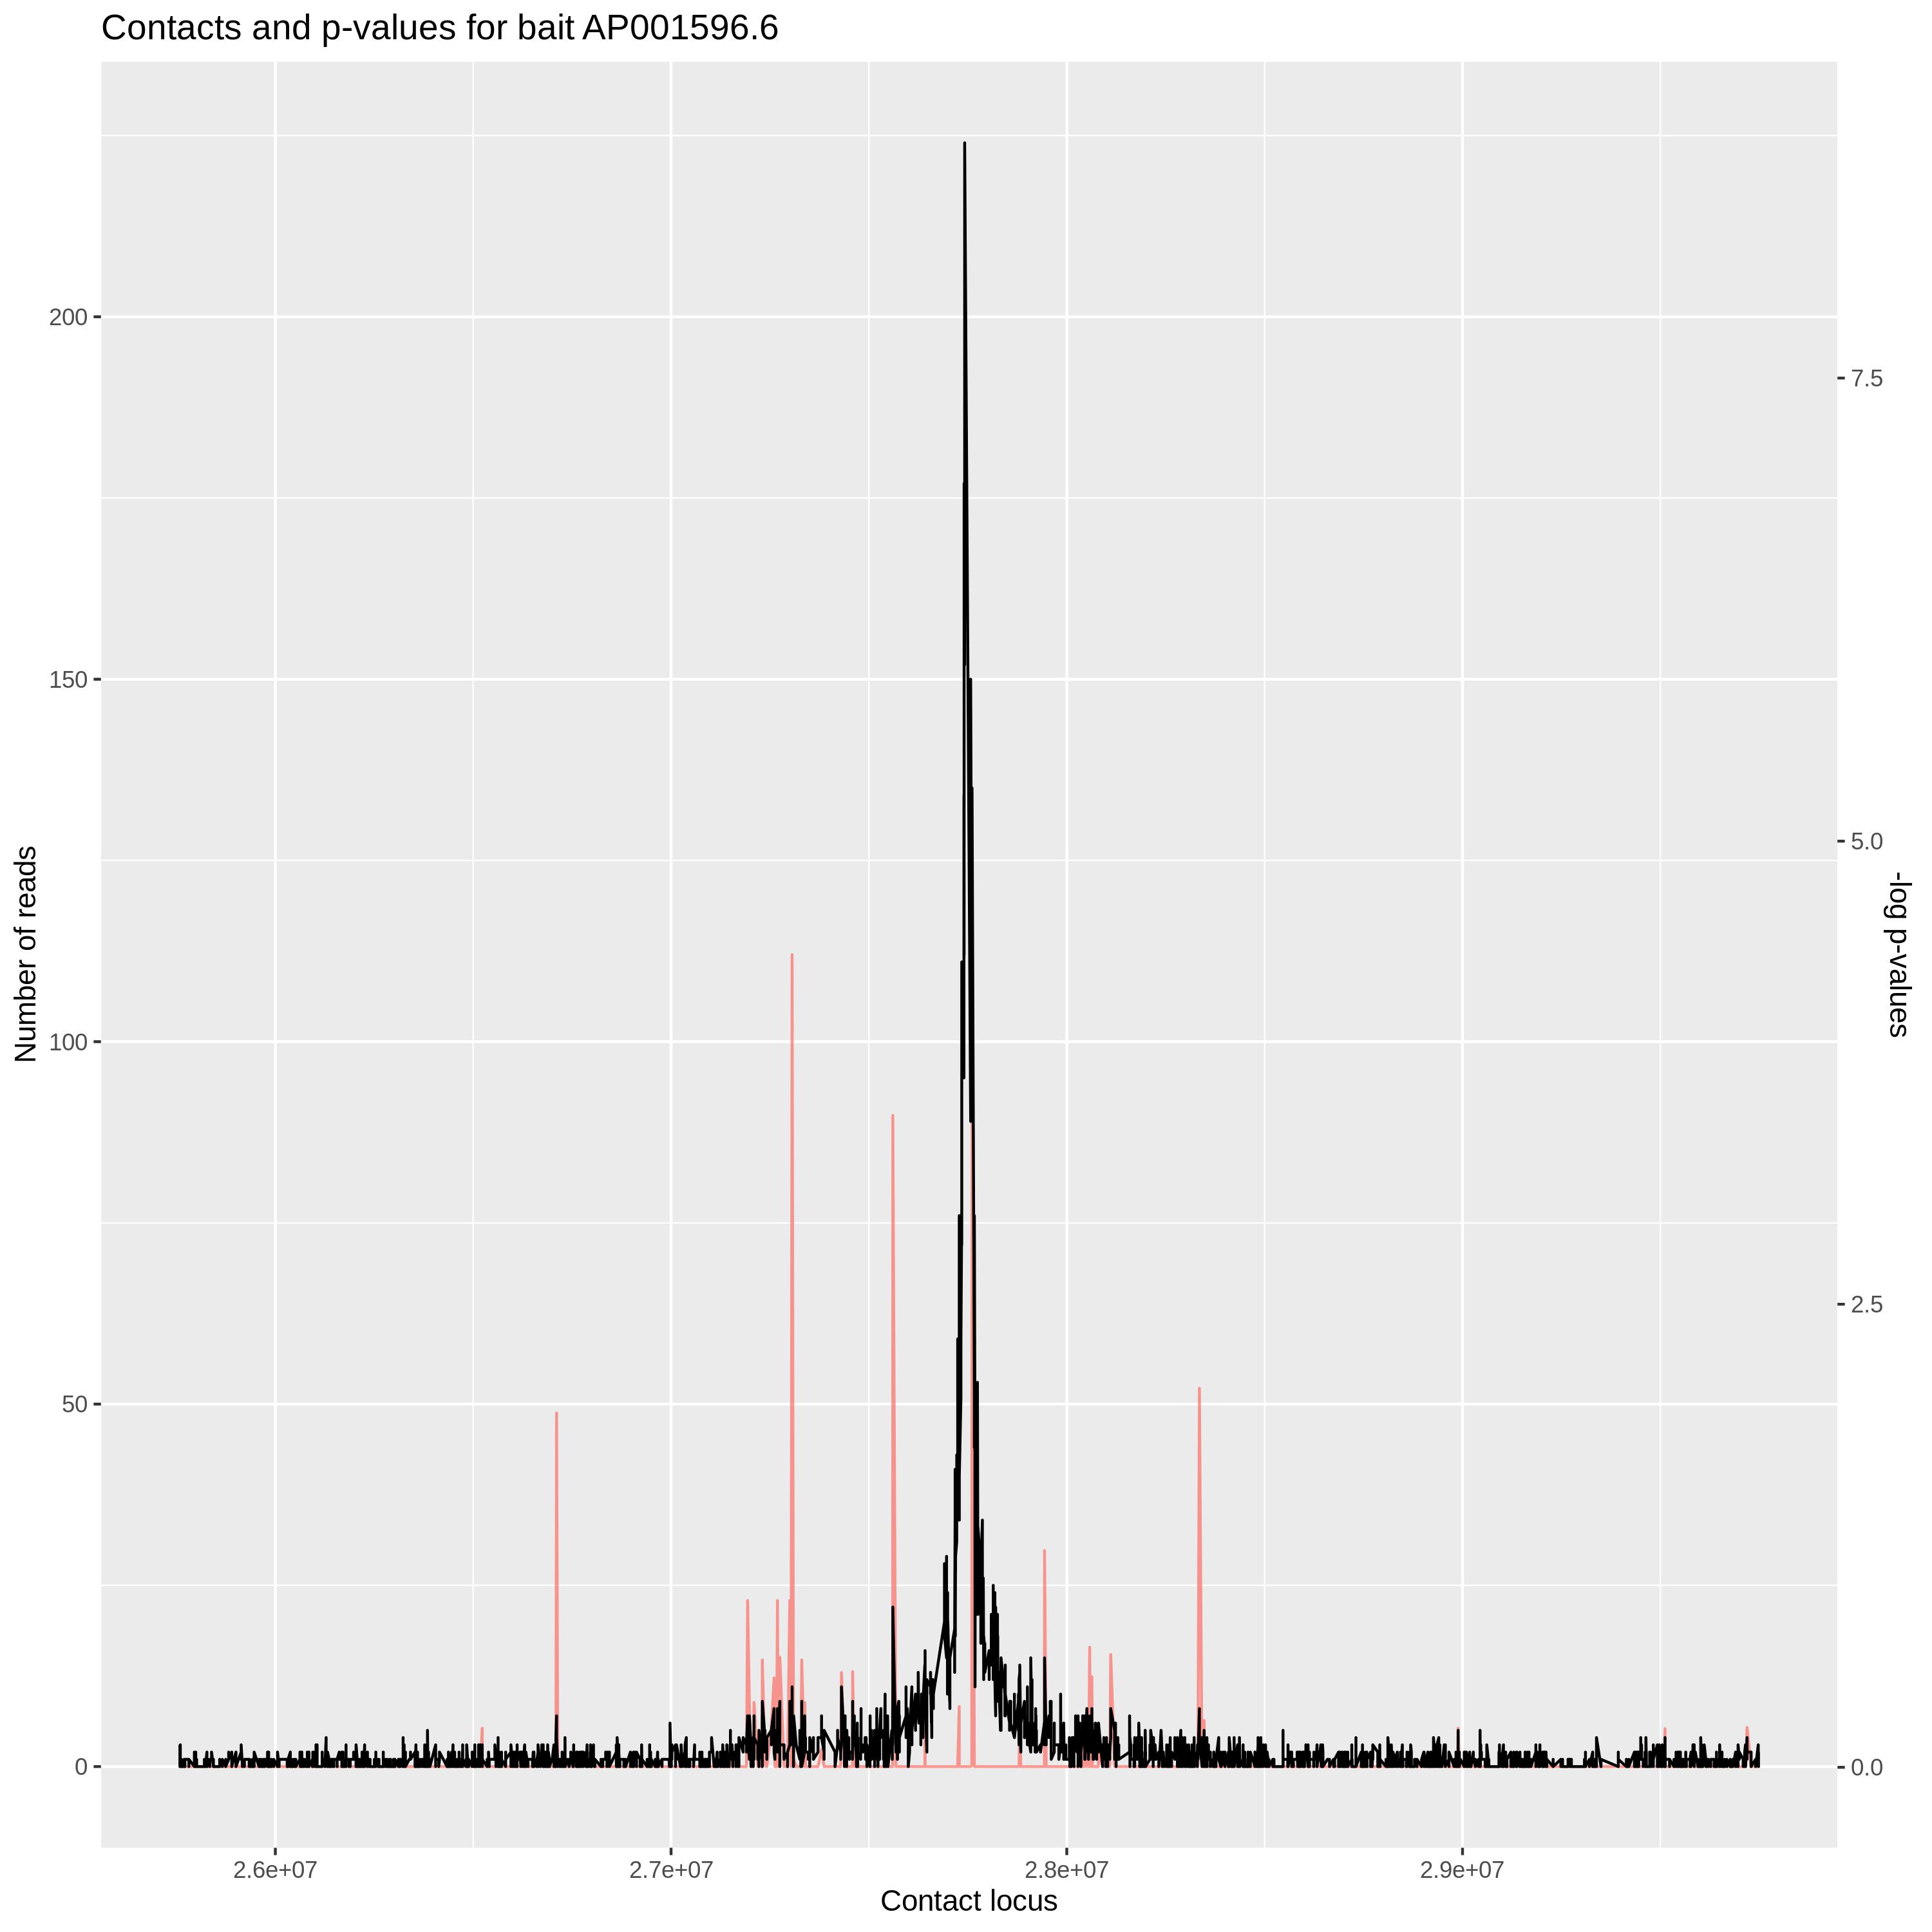 Contacts and p-values for bait AP001596.6
200
150
100
50
0
Number of reads
7.5
5.0
2.5
0.0
-log p-values
2.6e+07 2.7e+07 2.8e+07 2.9e+07
Contact locus